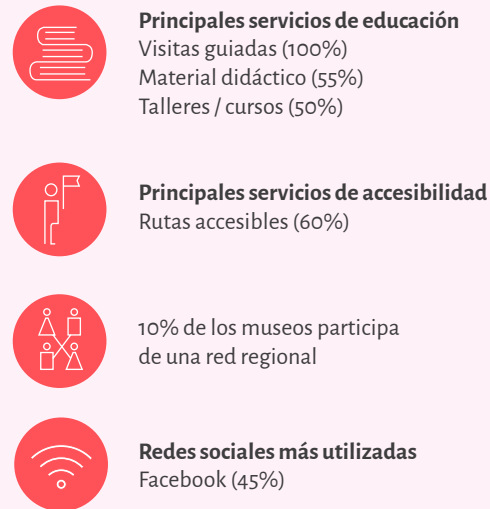 Principales servicios de educación
Visitas guiadas (100%)
Material didáctico (55%)
Talleres / cursos (50%)
Principales servicios de accesibilidad
Rutas accesibles (60%)
10% de los museos participa
de una red regional
Redes sociales más utilizadas
Facebook (45%)